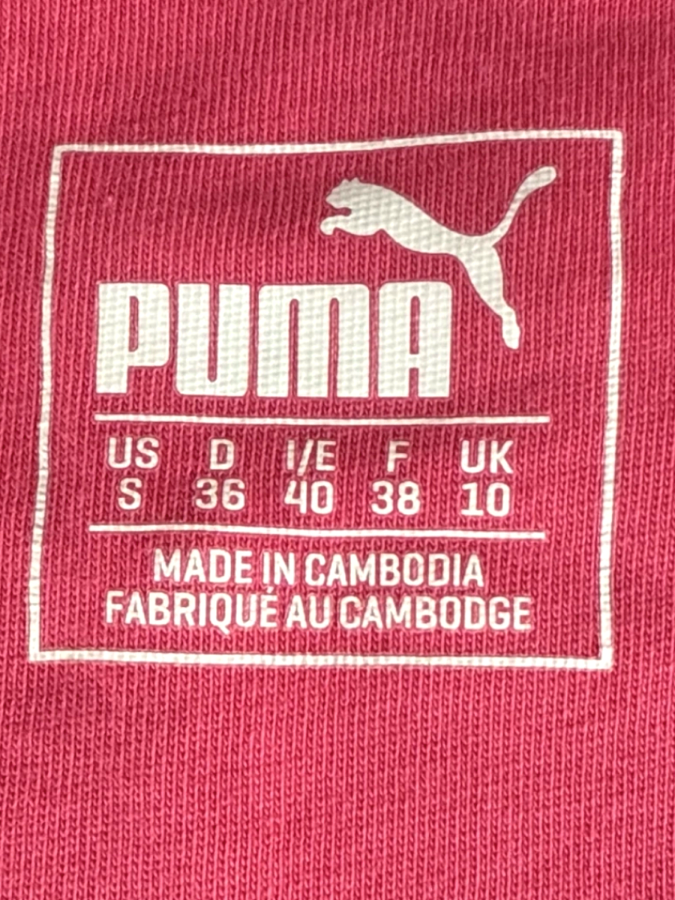 PUMA
US D I/E F UK
S 36 40 38 10
MADE IN CAMBODIA
FABRIQUÉ AU CAMBODGE